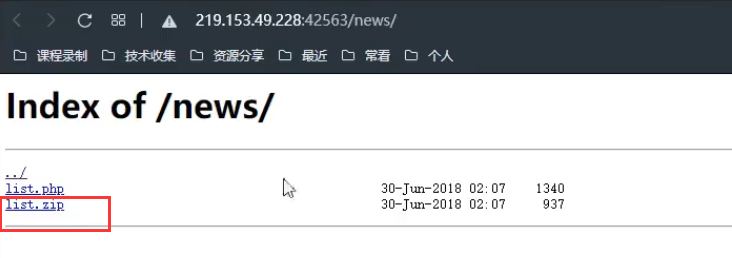 219.153.49.228:42563/news/
课程录制 技术收集 资源分享 最近 常看 个人
Index of /news/
../
list.php 30-Jun-2018 02:07 1340
list.zip 30-Jun-2018 02:07 937